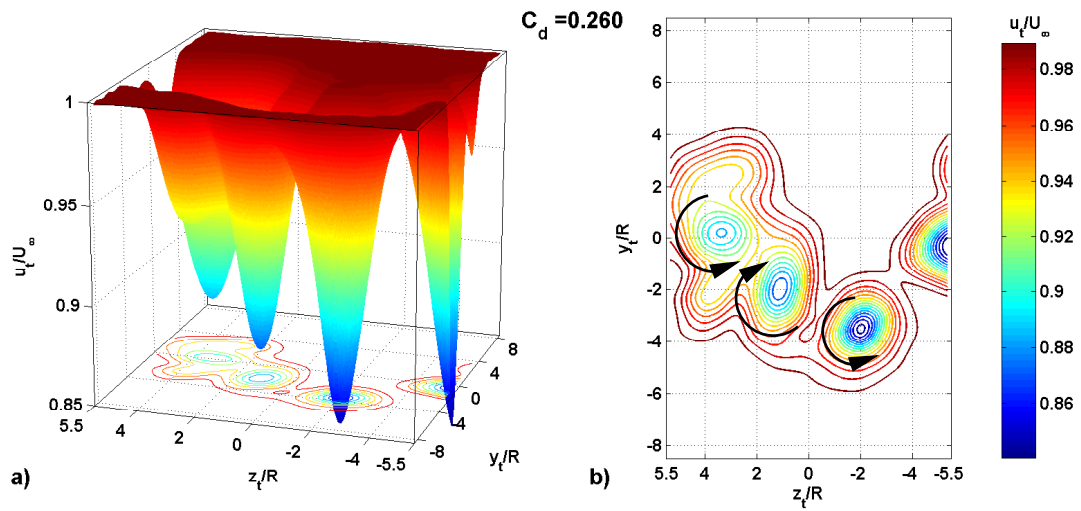 C_d =0.260
u_t/U_∞
1
0.95
0.9
0.85
5.5 4 2 0 -2 -4 -5.5
z_t/R
-8 -4 0 4 8
y_t/R
a)
8
6
4
2
0
-2
-4
-6
-8
y_t/R
5.5 4 2 0 -2 -4 -5.5
z_t/R
b)
u_t/U_∞
0.98
0.96
0.94
0.92
0.9
0.88
0.86